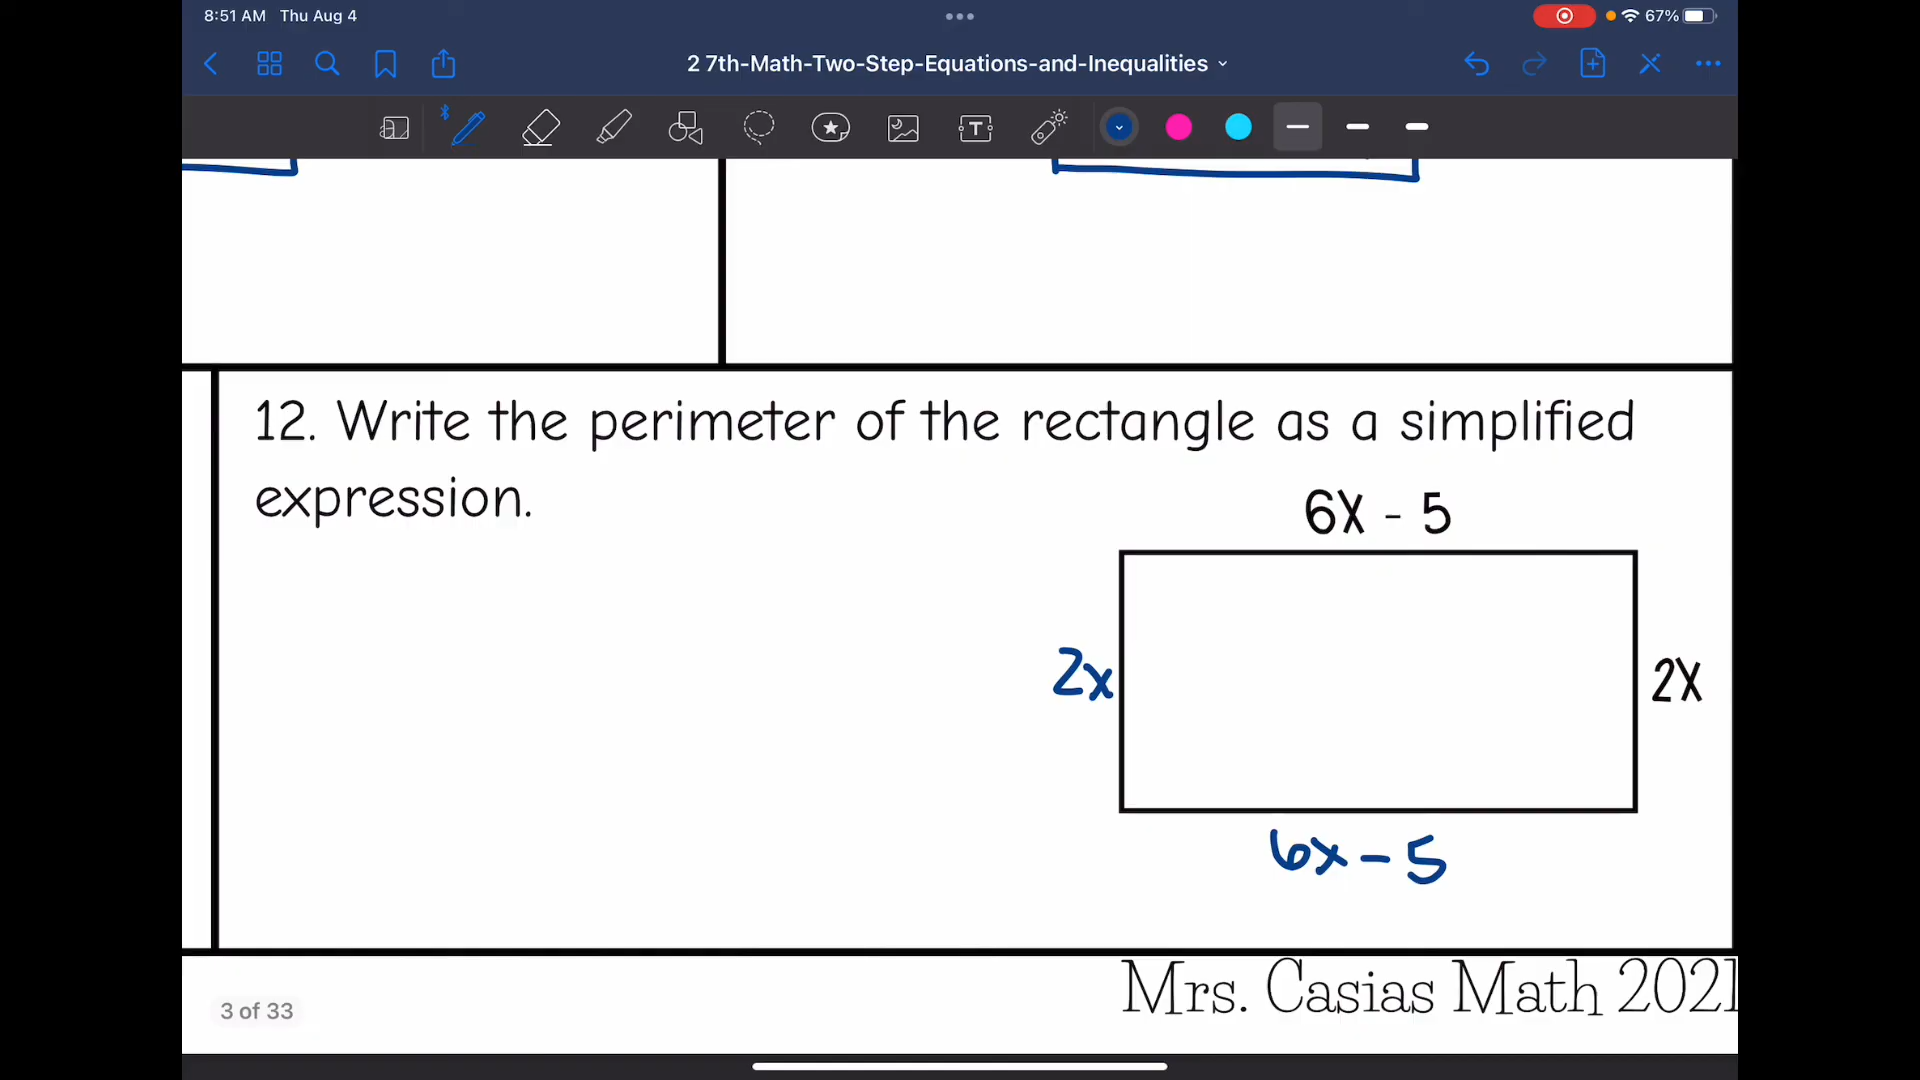 8:51 AM Thu Aug 4
67%
2 7th-Math-Two-Step-Equations-and-Inequalities
T
12. Write the perimeter of the rectangle as a simplified
expression.
6X - 5
2x
2X
6x - 5
Mrs. Casias Math 2021
3 of 33